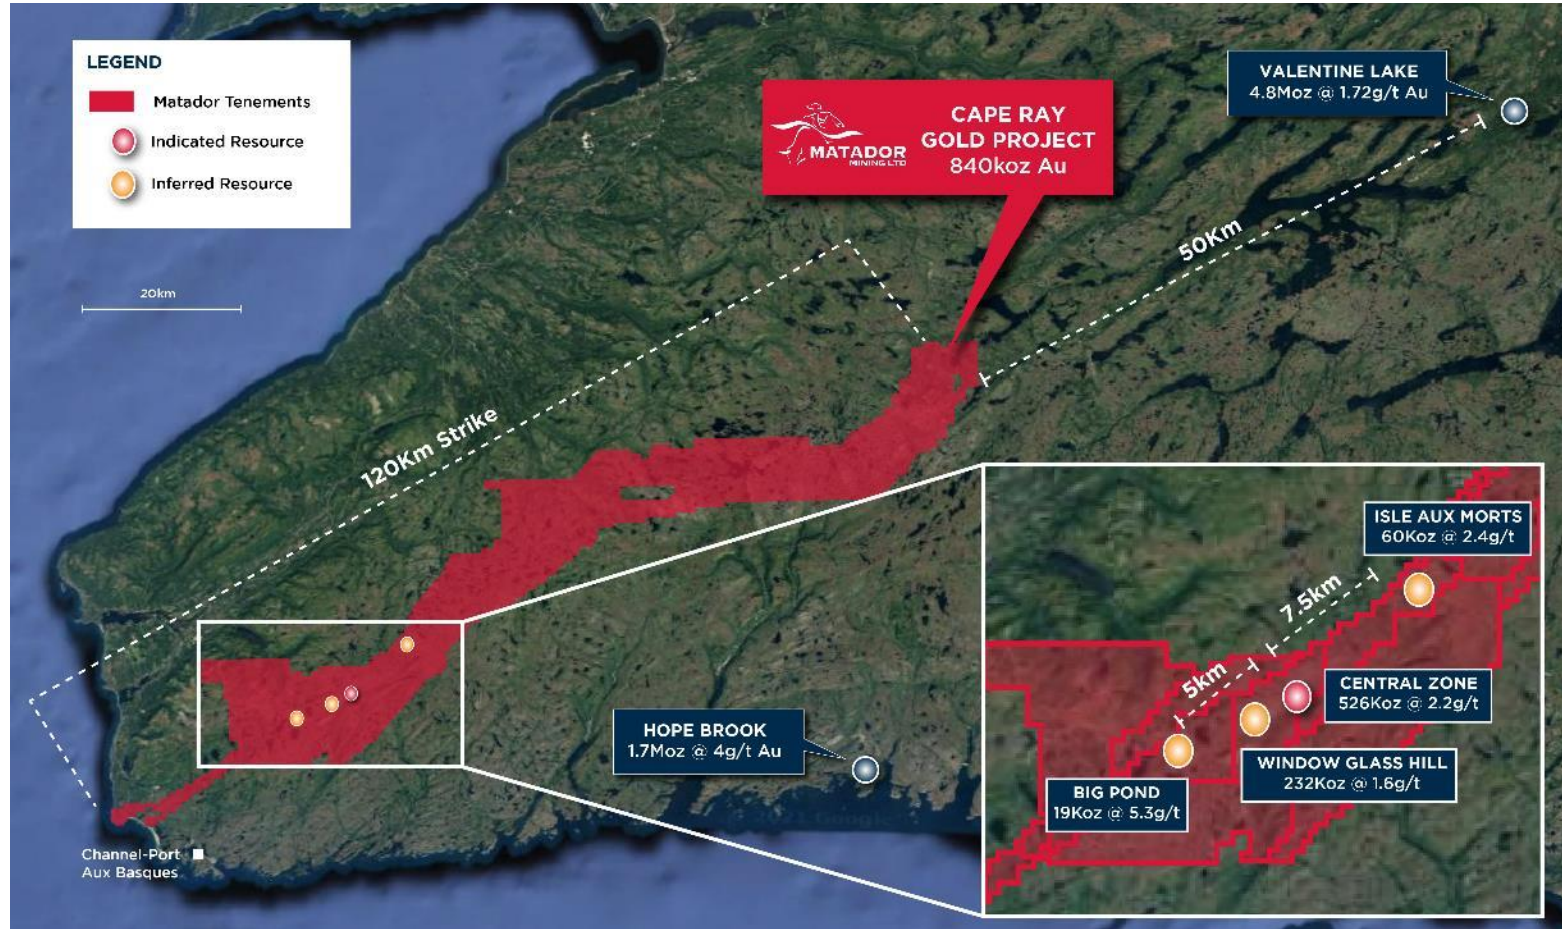 LEGEND
Matador Tenements
Indicated Resource
Inferred Resource
20km
VALENTINE LAKE
4.8Moz @ 1.72g/t Au
MATADOR
MINING LTD
CAPE RAY
GOLD PROJECT
840koz Au
50Km
120Km Strike
ISLE AUX MORTS
60Koz @ 2.4g/t
7.5km
5km
CENTRAL ZONE
526Koz @ 2.2g/t
WINDOW GLASS HILL
232Koz @ 1.6g/t
BIG POND
19Koz @ 5.3g/t
HOPE BROOK
1.7Moz @ 4g/t Au
Channel-Port
Aux Basques